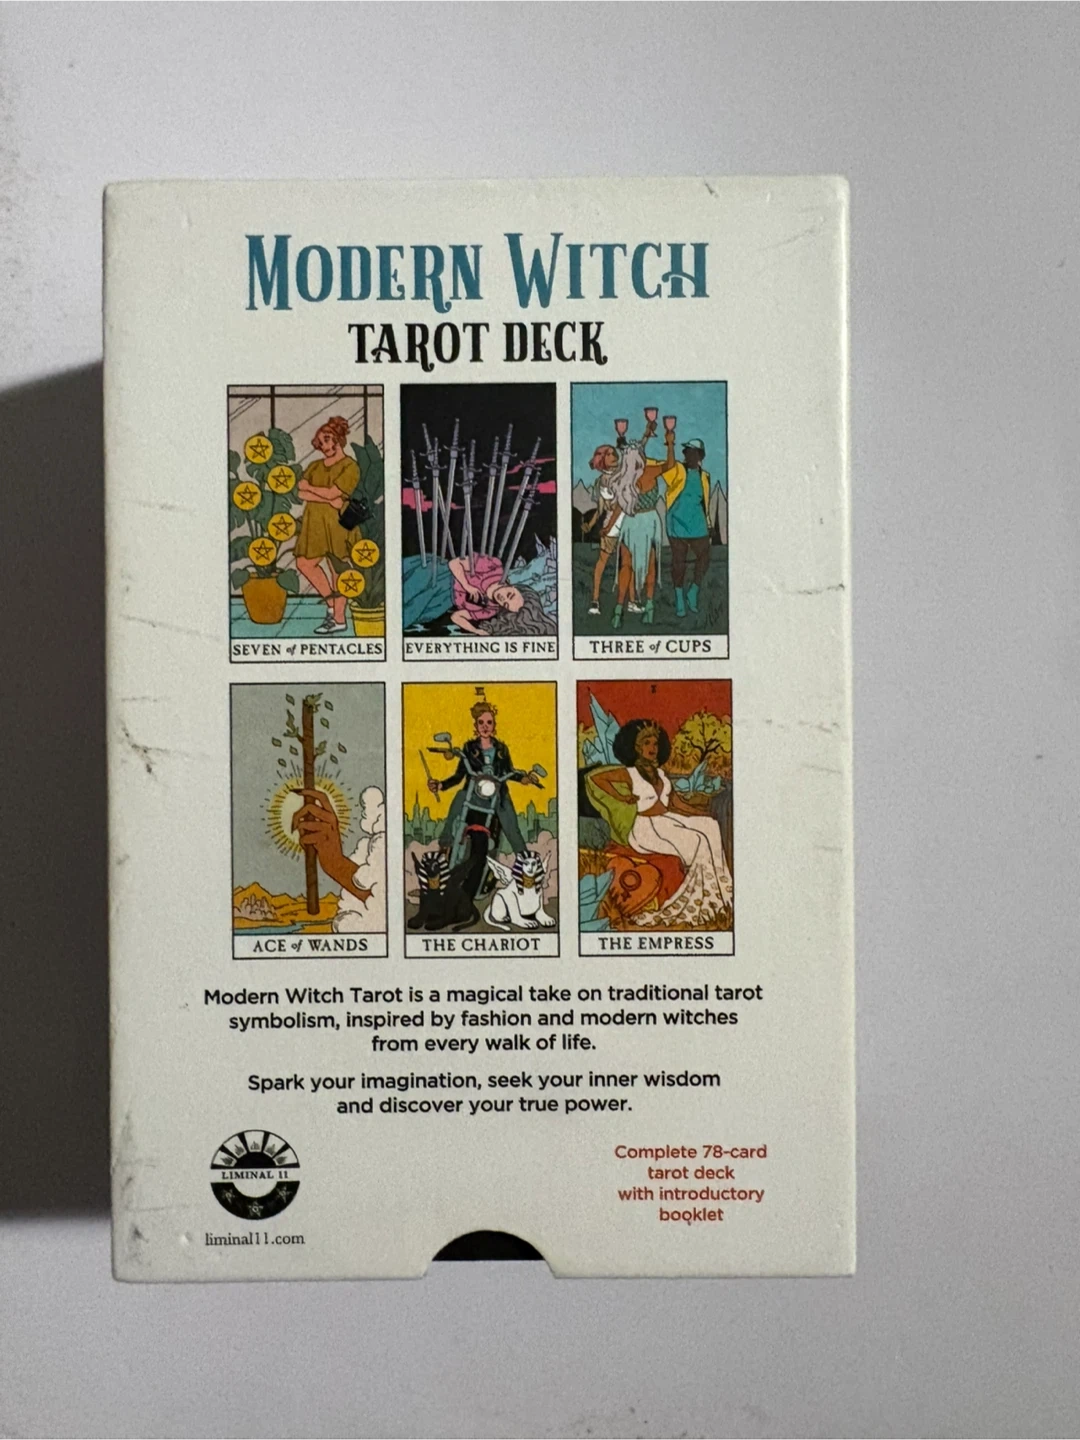 MODERN WITCH
TAROT DECK
SEVEN of PENTACLES
EVERYTHING IS FINE
THREE of CUPS
ACE of WANDS
THE CHARIOT
THE EMPRESS
Modern Witch Tarot is a magical take on traditional tarot
symbolism, inspired by fashion and modern witches
from every walk of life.
Spark your imagination, seek your inner wisdom
and discover your true power.
LIMINAL 11
liminal11.com
Complete 78-card
tarot deck
with introductory
booklet